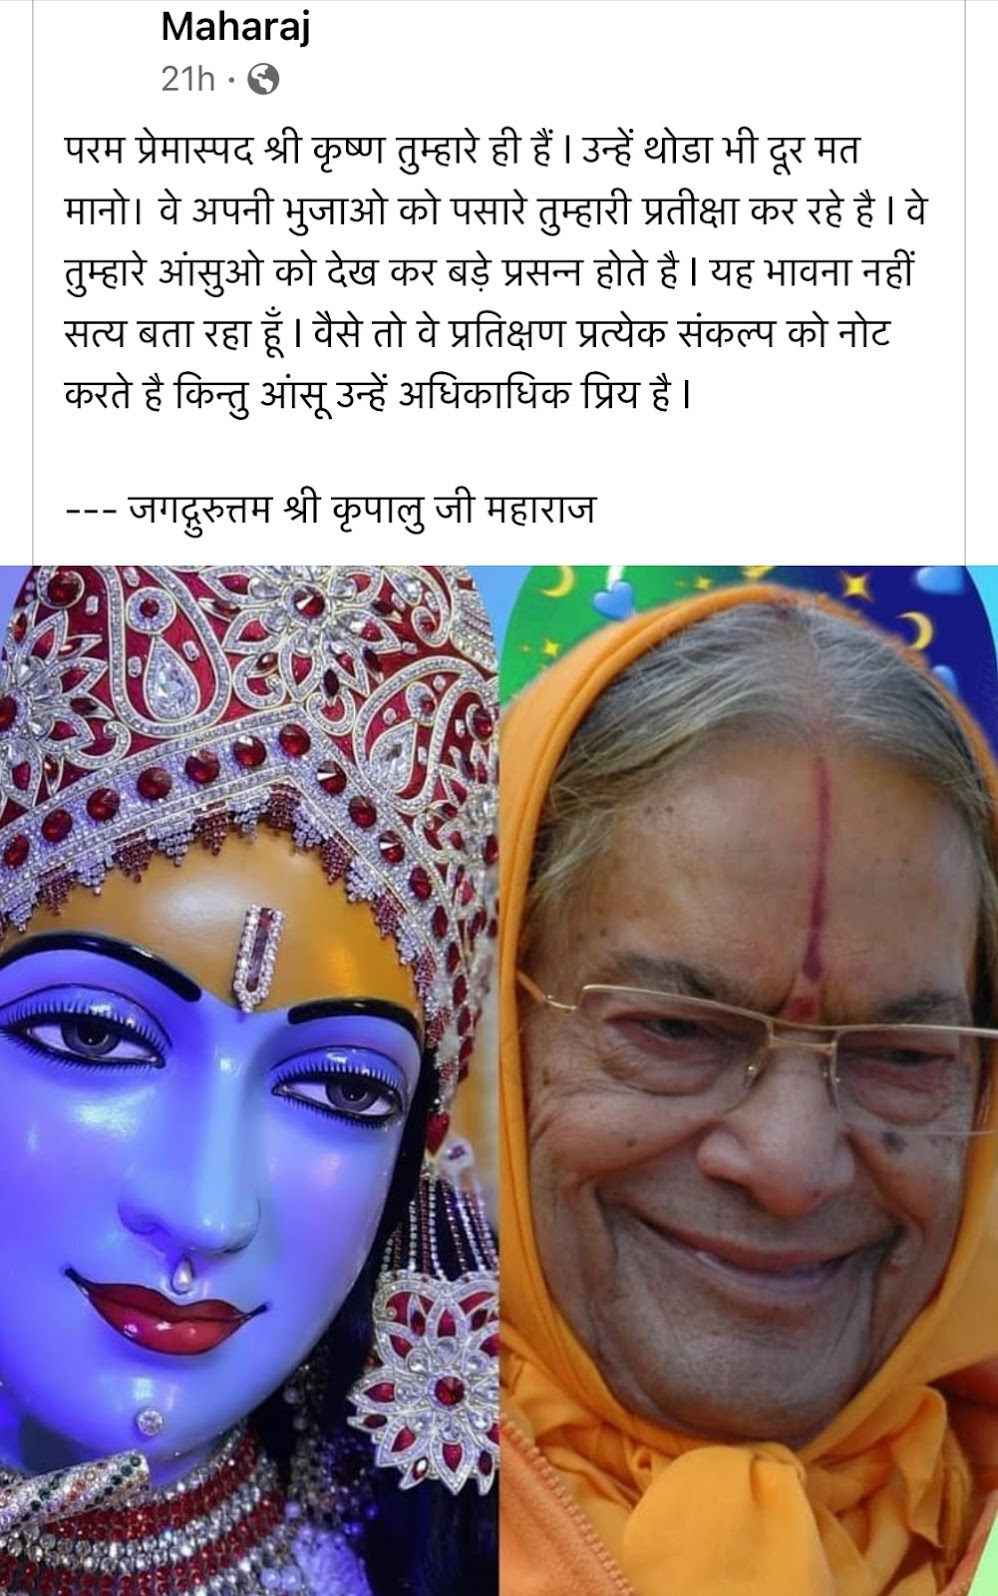 Maharaj
21h ·
परम प्रेमास्पद श्री कृष्ण तुम्हारे ही हैं । उन्हें थोडा भी दूर मत
मानो। वे अपनी भुजाओ को पसारे तुम्हारी प्रतीक्षा कर रहे है । वे
तुम्हारे आंसुओ को देख कर बड़े प्रसन्न होते है । यह भावना नहीं
सत्य बता रहा हूँ । वैसे तो वे प्रतिक्षण प्रत्येक संकल्प को नोट
करते है किन्तु आंसू उन्हें अधिकाधिक प्रिय है ।
--- जगद्गुरुत्तम श्री कृपालु जी महाराज